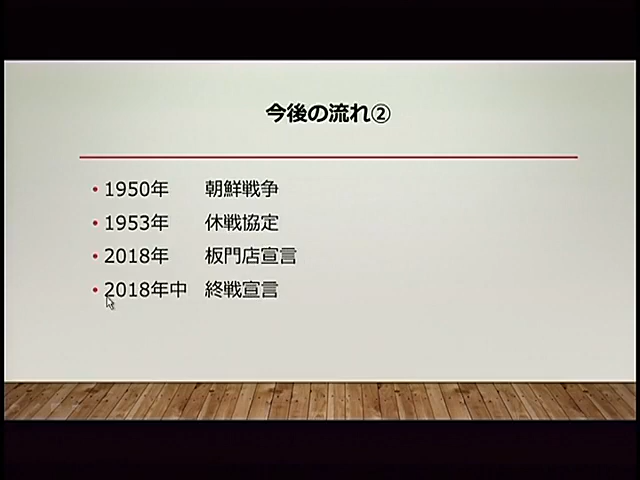 今後の流れ②
• 1950年　朝鮮戦争
• 1953年　休戦協定
• 2018年　板門店宣言
• 2018年中　終戦宣言